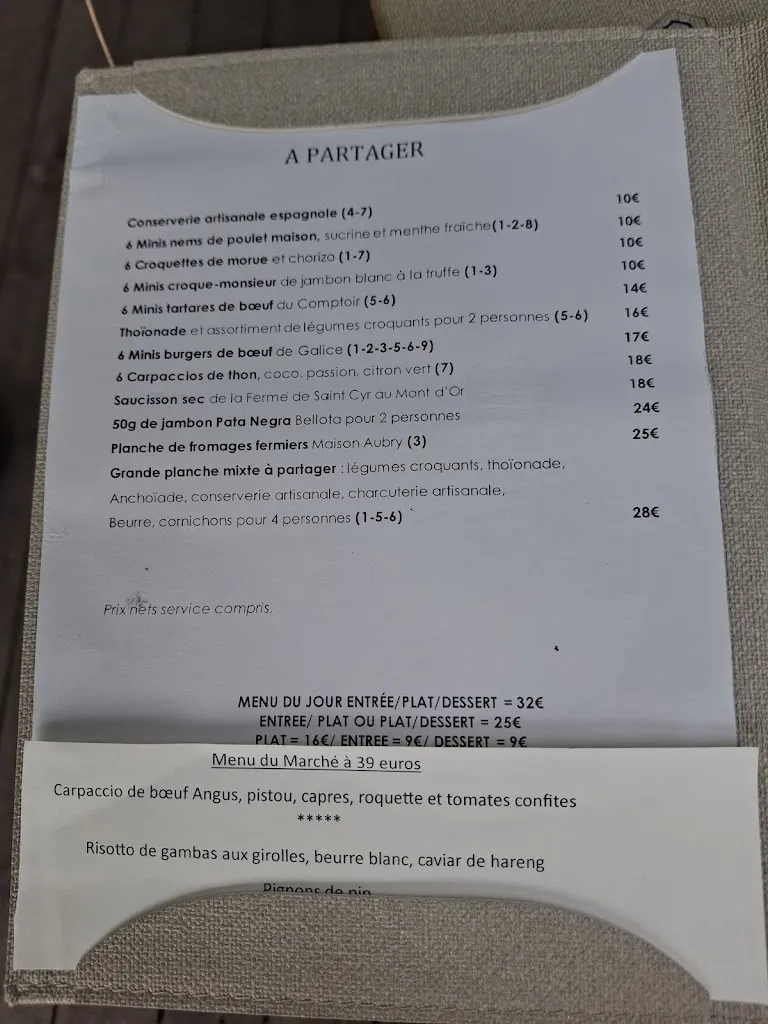 A PARTAGER
Conserverie artisanale espagnole (4-7) 10€
6 Minis nems de poulet maison, sucrine et menthe fraîche(1-2-8) 10€
6 Croquettes de morue et chorizo (1-7) 10€
6 Minis croque-monsieur de jambon blanc à la truffe (1-3) 10€
6 Minis tartares de bœuf du Comptoir (5-6) 14€
Thoïonade et assortiment de légumes croquants pour 2 personnes (5-6) 16€
6 Minis burgers de bœuf de Galice (1-2-3-5-6-9) 17€
6 Carpaccios de thon, coco, passion, citron vert (7) 18€
Saucisson sec de la Ferme de Saint Cyr au Mont d'Or 18€
50g de jambon Pata Negra Bellota pour 2 personnes 24€
Planche de fromages fermiers Maison Aubry (3) 25€
Grande planche mixte à partager : légumes croquants, thoïonade,
Anchoïade, conserverie artisanale, charcuterie artisanale,
Beurre, cornichons pour 4 personnes (1-5-6) 28€
Prix nets service compris.
MENU DU JOUR ENTRÉE/PLAT/DESSERT = 32€
ENTREE/ PLAT OU PLAT/DESSERT = 25€
PLAT = 16€/ ENTREE = 9€/ DESSERT = 9€
Menu du Marché à 39 euros
Carpaccio de bœuf Angus, pistou, capres, roquette et tomates confites
*****
Risotto de gambas aux girolles, beurre blanc, caviar de hareng
Pignons de pin